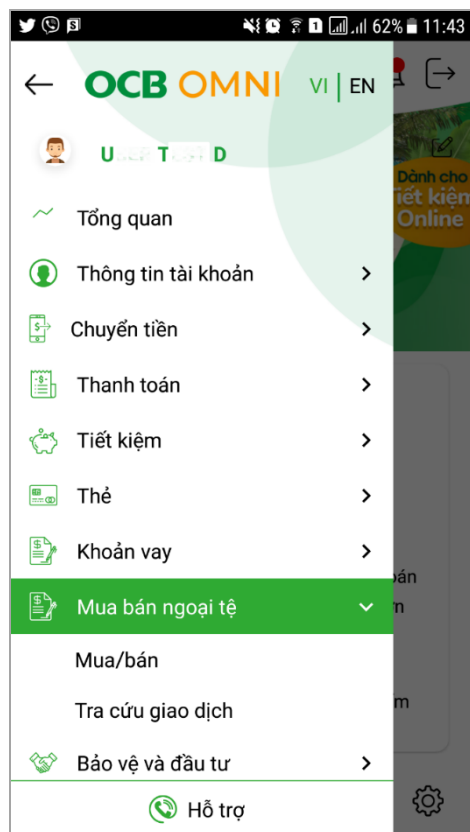 62% 11:43
OCB OMNI VI | EN
Dành cho
Tiết kiệm
Online
Tổng quan
Thông tin tài khoản
Chuyển tiền
Thanh toán
Tiết kiệm
Thẻ
Khoản vay
Mua bán ngoại tệ
Mua/bán
Tra cứu giao dịch
Bảo vệ và đầu tư
Hỗ trợ